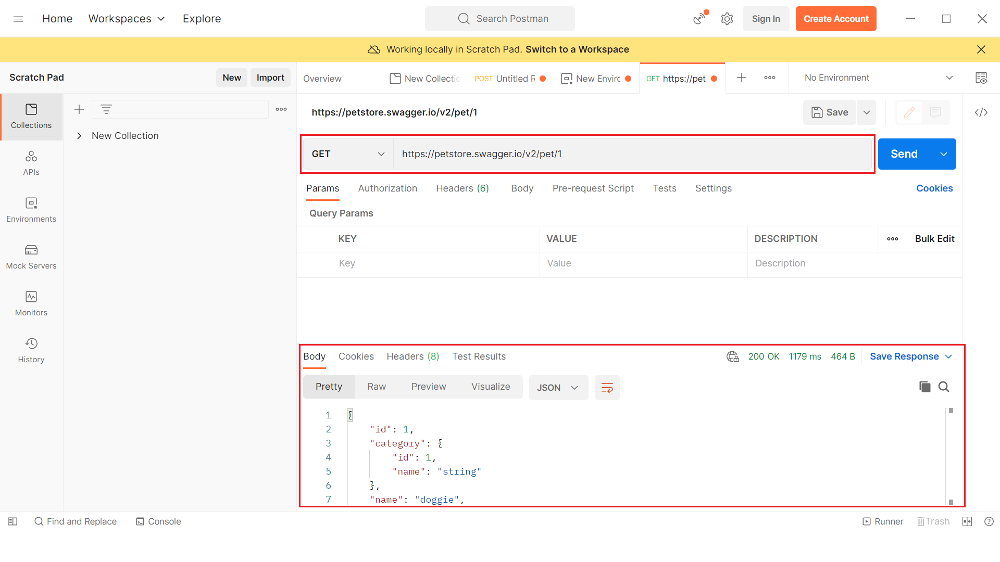 Home Workspaces Explore Search Postman Sign In Create Account
Working locally in Scratch Pad. Switch to a Workspace
Scratch Pad New Import Overview New Collectio POST Untitled R New Enviro GET https://pet No Environment
https://petstore.swagger.io/v2/pet/1 Save
Collections
New Collection
GET https://petstore.swagger.io/v2/pet/1 Send
APIs
Params Authorization Headers (6) Body Pre-request Script Tests Settings Cookies
Query Params
Environments
KEY VALUE DESCRIPTION Bulk Edit
Key Value Description
Mock Servers
Monitors
History
Body Cookies Headers (8) Test Results 200 OK 1179 ms 464 B Save Response
Pretty Raw Preview Visualize JSON
1 {
2 "id": 1,
3 "category": {
4 "id": 1,
5 "name": "string"
6 },
7 "name": "doggie",
Find and Replace Console Runner Trash